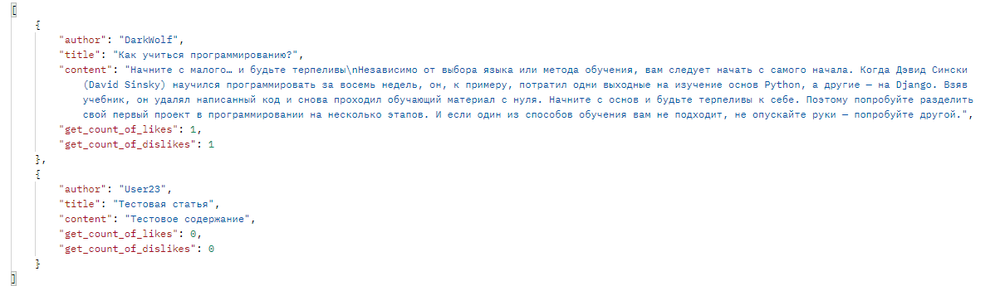 [
{
"author": "DarkWolf",
"title": "Как учиться программированию?",
"content": "Начните с малого… и будьте терпеливы\nНезависимо от выбора языка или метода обучения, вам следует начать с самого начала. Когда Дэвид Сински
(David Sinsky) научился программировать за восемь недель, он, к примеру, потратил одни выходные на изучение основ Python, а другие — на Django. Взяв
учебник, он удалял написанный код и снова проходил обучающий материал с нуля. Начните с основ и будьте терпеливы к себе. Поэтому попробуйте разделить
свой первый проект в программировании на несколько этапов. И если один из способов обучения вам не подходит, не опускайте руки — попробуйте другой.",
"get_count_of_likes": 1,
"get_count_of_dislikes": 1
},
{
"author": "User23",
"title": "Тестовая статья",
"content": "Тестовое содержание",
"get_count_of_likes": 0,
"get_count_of_dislikes": 0
}
]